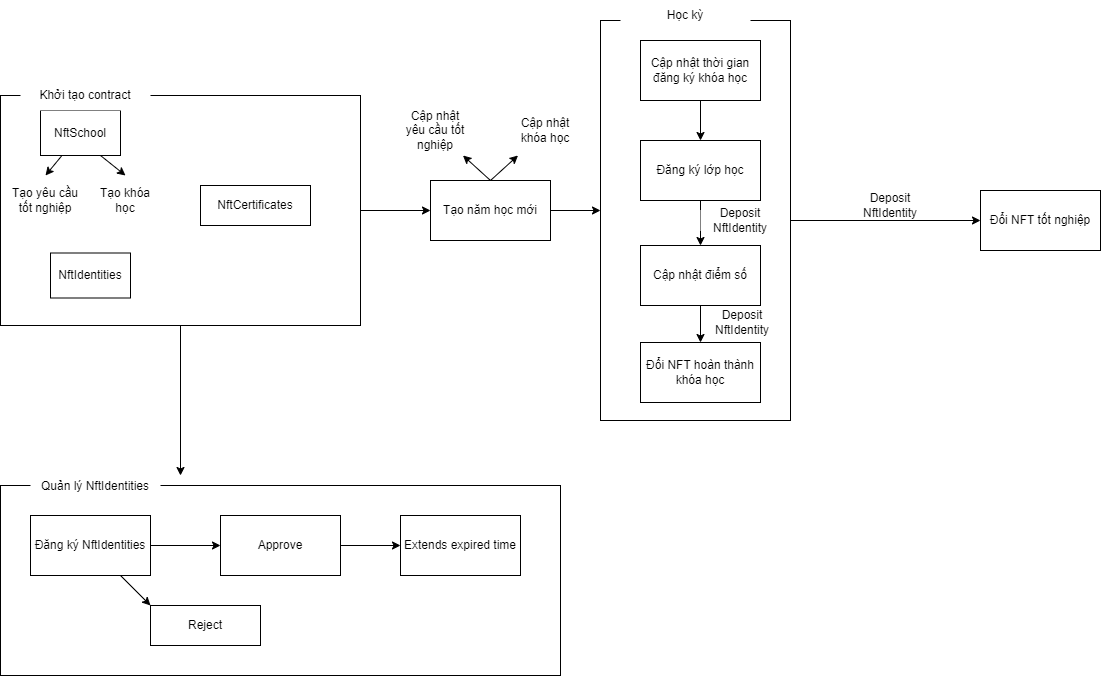 Khởi tạo contract
NftSchool
Tạo yêu cầu
tốt nghiệp
Tạo khóa
học
NftCertificates
NftIdentities
Cập nhật
yêu cầu tốt
nghiệp
Cập nhật
khóa học
Tạo năm học mới
Học kỳ
Cập nhật thời gian
đăng ký khóa học
Đăng ký lớp học
Deposit
NftIdentity
Cập nhật điểm số
Deposit
NftIdentity
Đổi NFT hoàn thành
khóa học
Deposit
NftIdentity
Đổi NFT tốt nghiệp
Quản lý NftIdentities
Đăng ký NftIdentities
Approve
Extends expired time
Reject